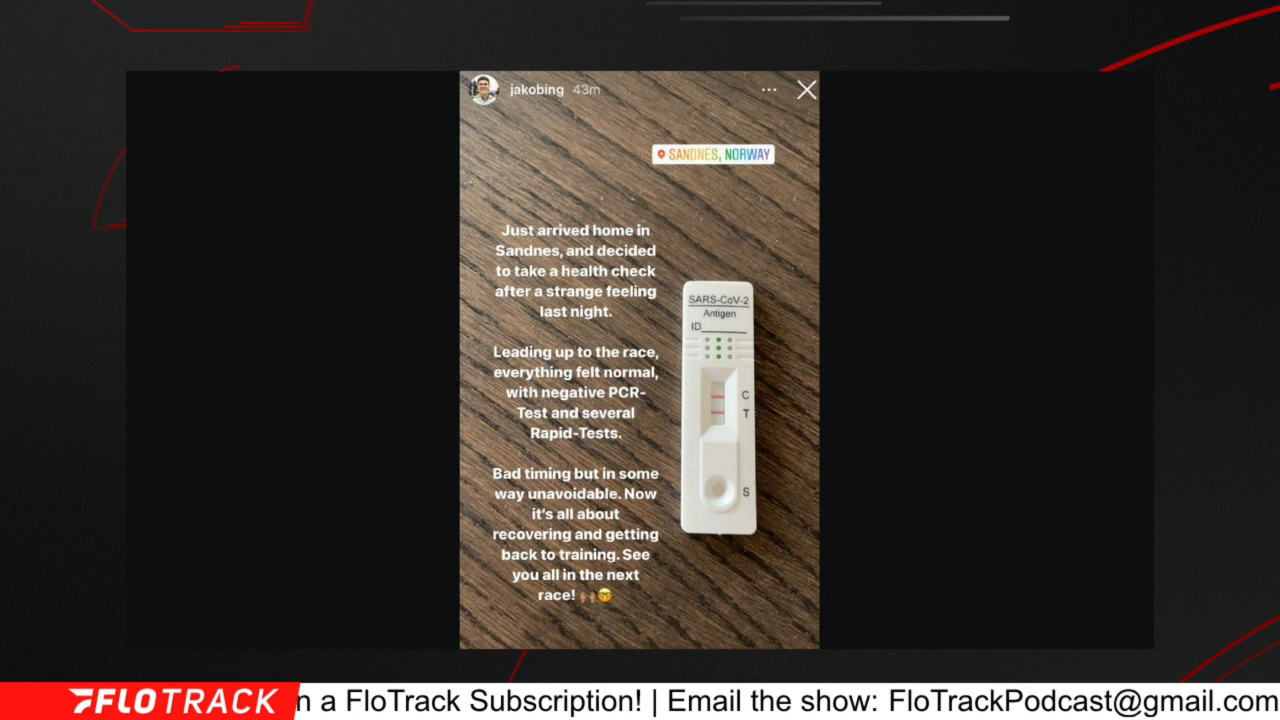 jakobing 43m
SANDNES, NORWAY
Just arrived home in
Sandnes, and decided
to take a health check
after a strange feeling
last night.
Leading up to the race,
everything felt normal,
with negative PCR-
Test and several
Rapid-Tests.
Bad timing but in some
way unavoidable. Now
it's all about
recovering and getting
back to training. See
you all in the next
race! 🙌🏽🤓
SARS-CoV-2
Antigen
ID
C
T
S
FLOTRACK
n a FloTrack Subscription! | Email the show: FloTrackPodcast@gmail.com